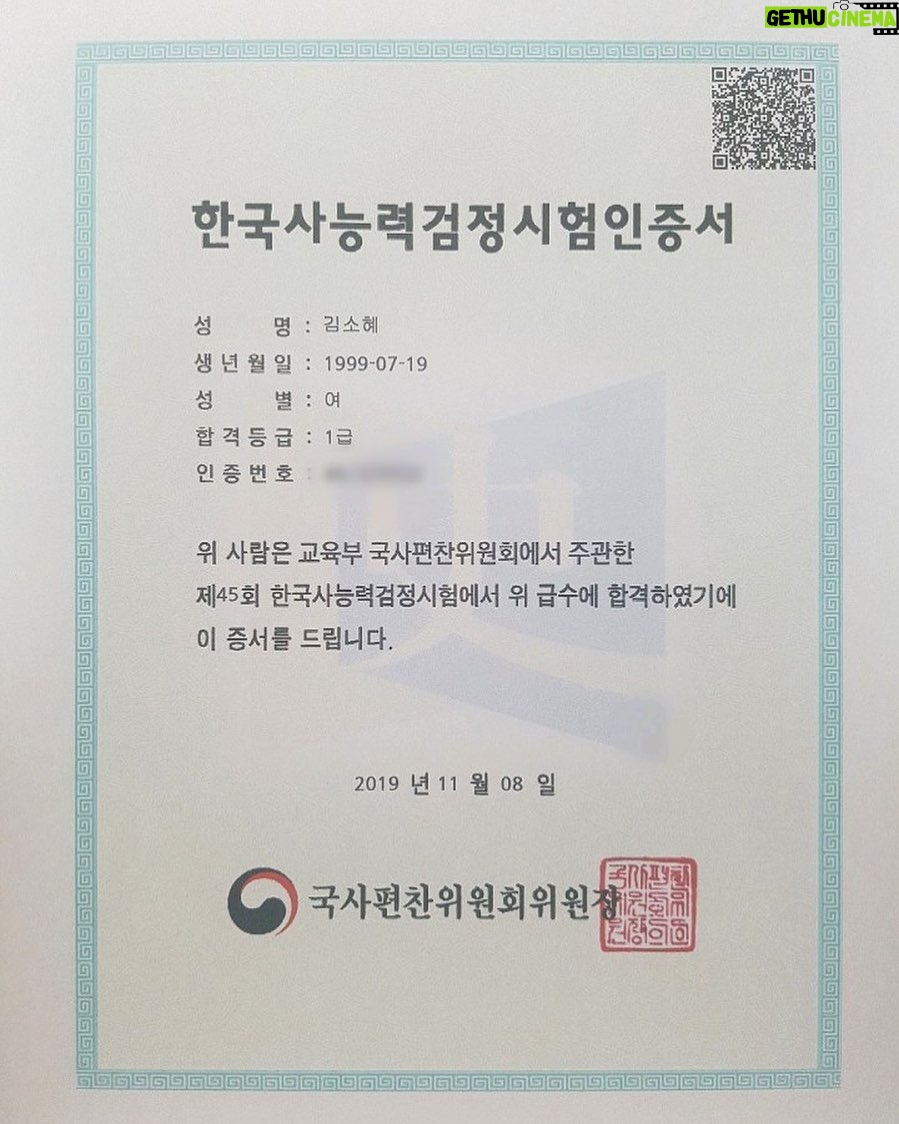 GETHUCINEMA
한국사능력검정시험인증서
성 명 : 김소혜
생년월일 : 1999-07-19
성 별 : 여
합격등급 : 1급
인증번호 :
위 사람은 교육부 국사편찬위원회에서 주관한
제45회 한국사능력검정시험에서 위 급수에 합격하였기에
이 증서를 드립니다.
2019 년 11 월 08 일
국사편찬위원회위원장